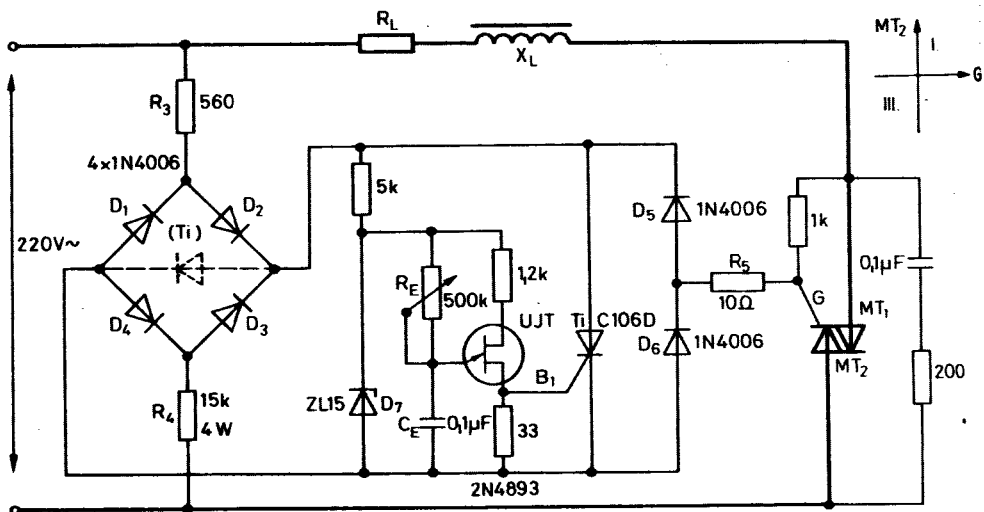 R_L
X_L
MT₂
I.
G
III.
R₃
560
4×1N4006
D₁
D₂
(Ti)
220V~
D₄
D₃
R₄
15k
4W
5k
R_E
500k
1,2k
UJT
Ti
C106D
B₁
ZL15
D₇
C_E
0,1µF
33
2N4893
D₅
1N4006
D₆
1N4006
R₅
10Ω
1k
G
MT₁
MT₂
0,1µF
200